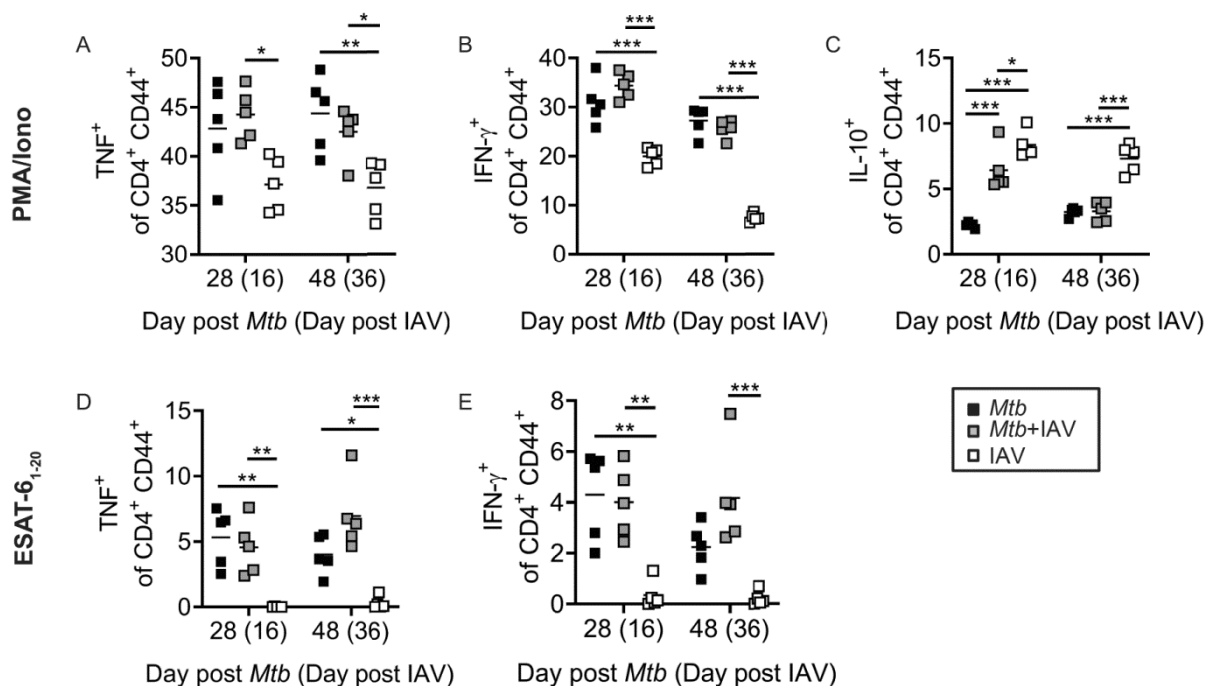 PMA/Iono
A
TNF⁺
of CD4⁺ CD44⁺
50
45
40
35
30
*
*
**
28 (16)
48 (36)
Day post Mtb (Day post IAV)
B
IFN-γ⁺
of CD4⁺ CD44⁺
40
30
20
10
0
***
***
***
***
28 (16)
48 (36)
Day post Mtb (Day post IAV)
C
IL-10⁺
of CD4⁺ CD44⁺
15
10
5
0
*
***
***
***
***
28 (16)
48 (36)
Day post Mtb (Day post IAV)
ESAT-6₁₋₂₀
D
TNF⁺
of CD4⁺ CD44⁺
15
10
5
0
**
**
***
*
28 (16)
48 (36)
Day post Mtb (Day post IAV)
E
IFN-γ⁺
of CD4⁺ CD44⁺
8
6
4
2
0
**
**
***
28 (16)
48 (36)
Day post Mtb (Day post IAV)
Mtb
Mtb+IAV
IAV